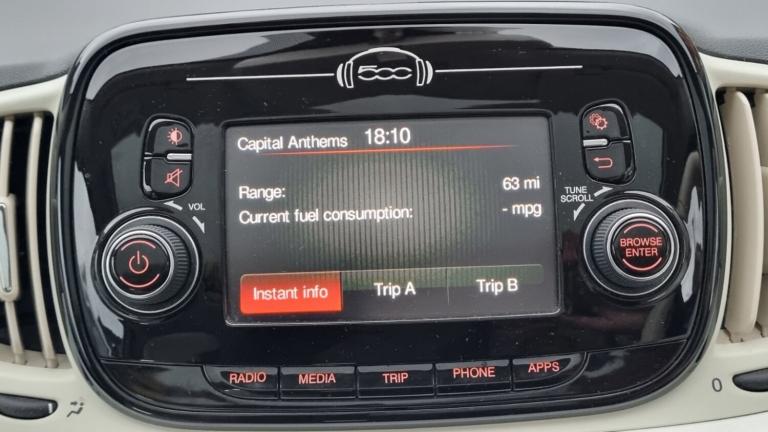 500
Capital Anthems 18:10
VOL
TUNE
SCROLL
Range: 63 mi
Current fuel consumption: - mpg
BROWSE
ENTER
Instant info Trip A Trip B
RADIO MEDIA TRIP PHONE APPS
0